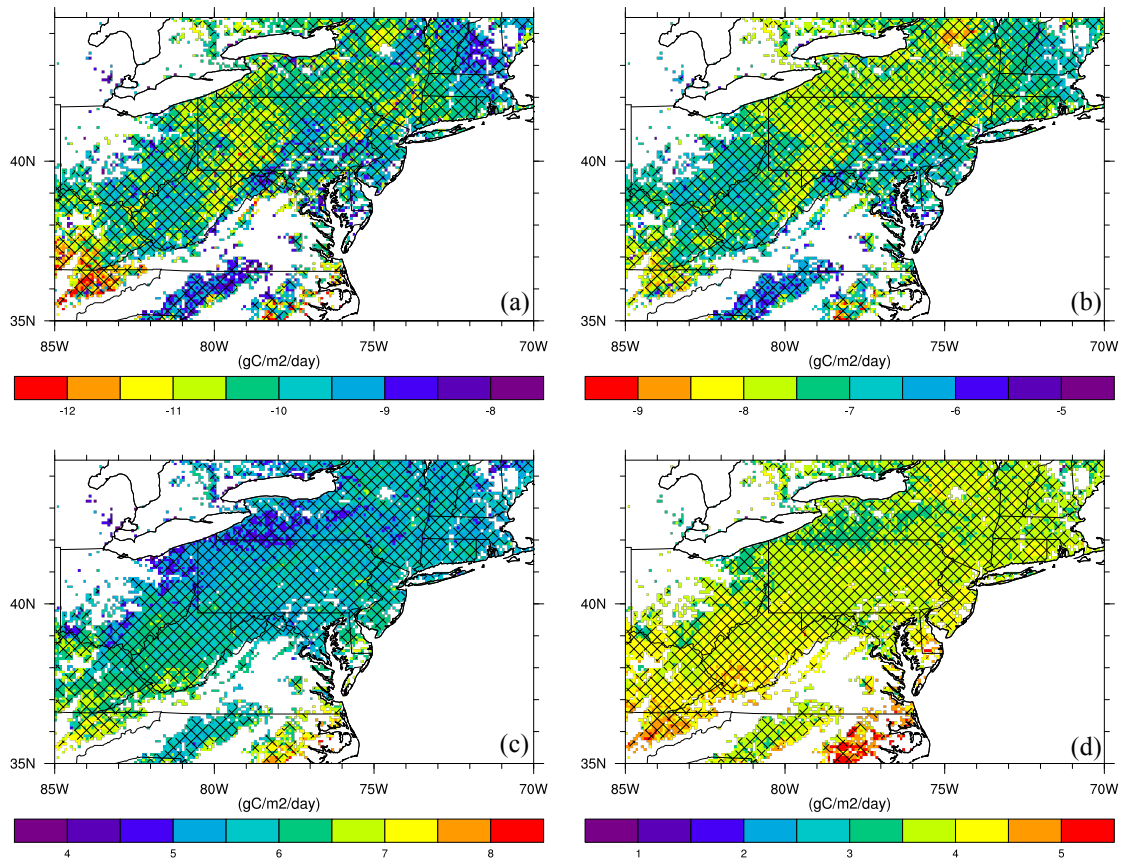 40N
35N
(a)
85W 80W 75W 70W
(gC/m2/day)
-12 -11 -10 -9 -8
40N
35N
(b)
85W 80W 75W 70W
(gC/m2/day)
-9 -8 -7 -6 -5
40N
35N
(c)
85W 80W 75W 70W
(gC/m2/day)
4 5 6 7 8
40N
35N
(d)
85W 80W 75W 70W
(gC/m2/day)
1 2 3 4 5